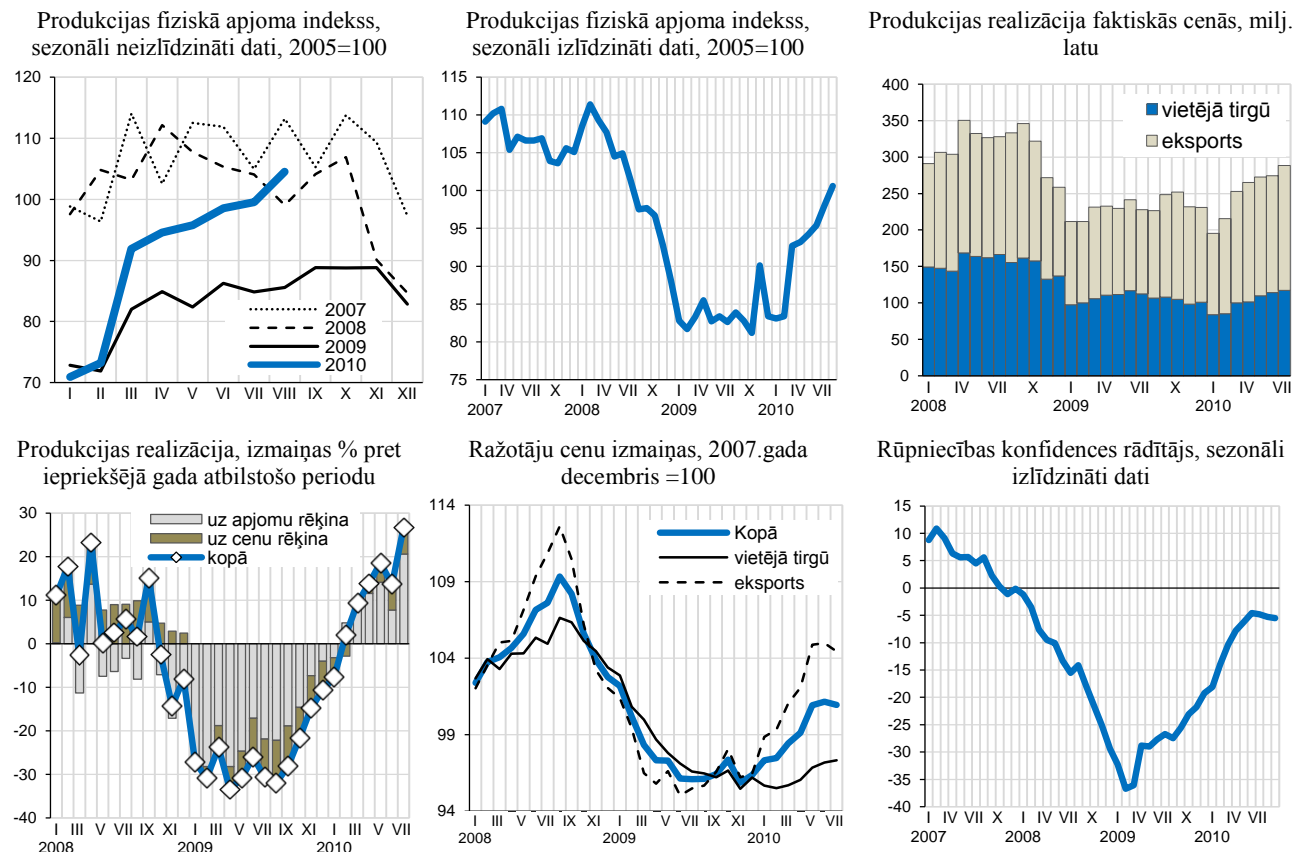 Produkcijas fiziskā apjoma indekss,
sezonāli neizlīdzināti dati, 2005=100
120
110
100
90
80
70
2007
2008
2009
2010
I II III IV V VI VII VIII IX X XI XII
Produkcijas fiziskā apjoma indekss,
sezonāli izlīdzināti dati, 2005=100
115
110
105
100
95
90
85
80
75
I IV VII X I IV VII X I IV VII X I IV VII
2007 2008 2009 2010
Produkcijas realizācija faktiskās cenās, milj.
latu
400
350
300
250
200
150
100
50
0
vietējā tirgū
eksports
I IV VII X I IV VII X I IV VII
2008 2009 2010
Produkcijas realizācija, izmaiņas % pret
iepriekšējā gada atbilstošo periodu
30
20
10
0
-10
-20
-30
-40
uz apjomu rēķina
uz cenu rēķina
kopā
I III V VII IX XI I III V VII IX XI I III V VII
2008 2009 2010
Ražotāju cenu izmaiņas, 2007.gada
decembris =100
114
109
104
99
94
Kopā
vietējā tirgū
eksports
I III V VII IX XI I III V VII IX XI I III V VII
2008 2009 2010
Rūpniecības konfidences rādītājs, sezonāli
izlīdzināti dati
15
10
5
0
-5
-10
-15
-20
-25
-30
-35
-40
I IV VII X I IV VII X I IV VII X I IV VII
2007 2008 2009 2010